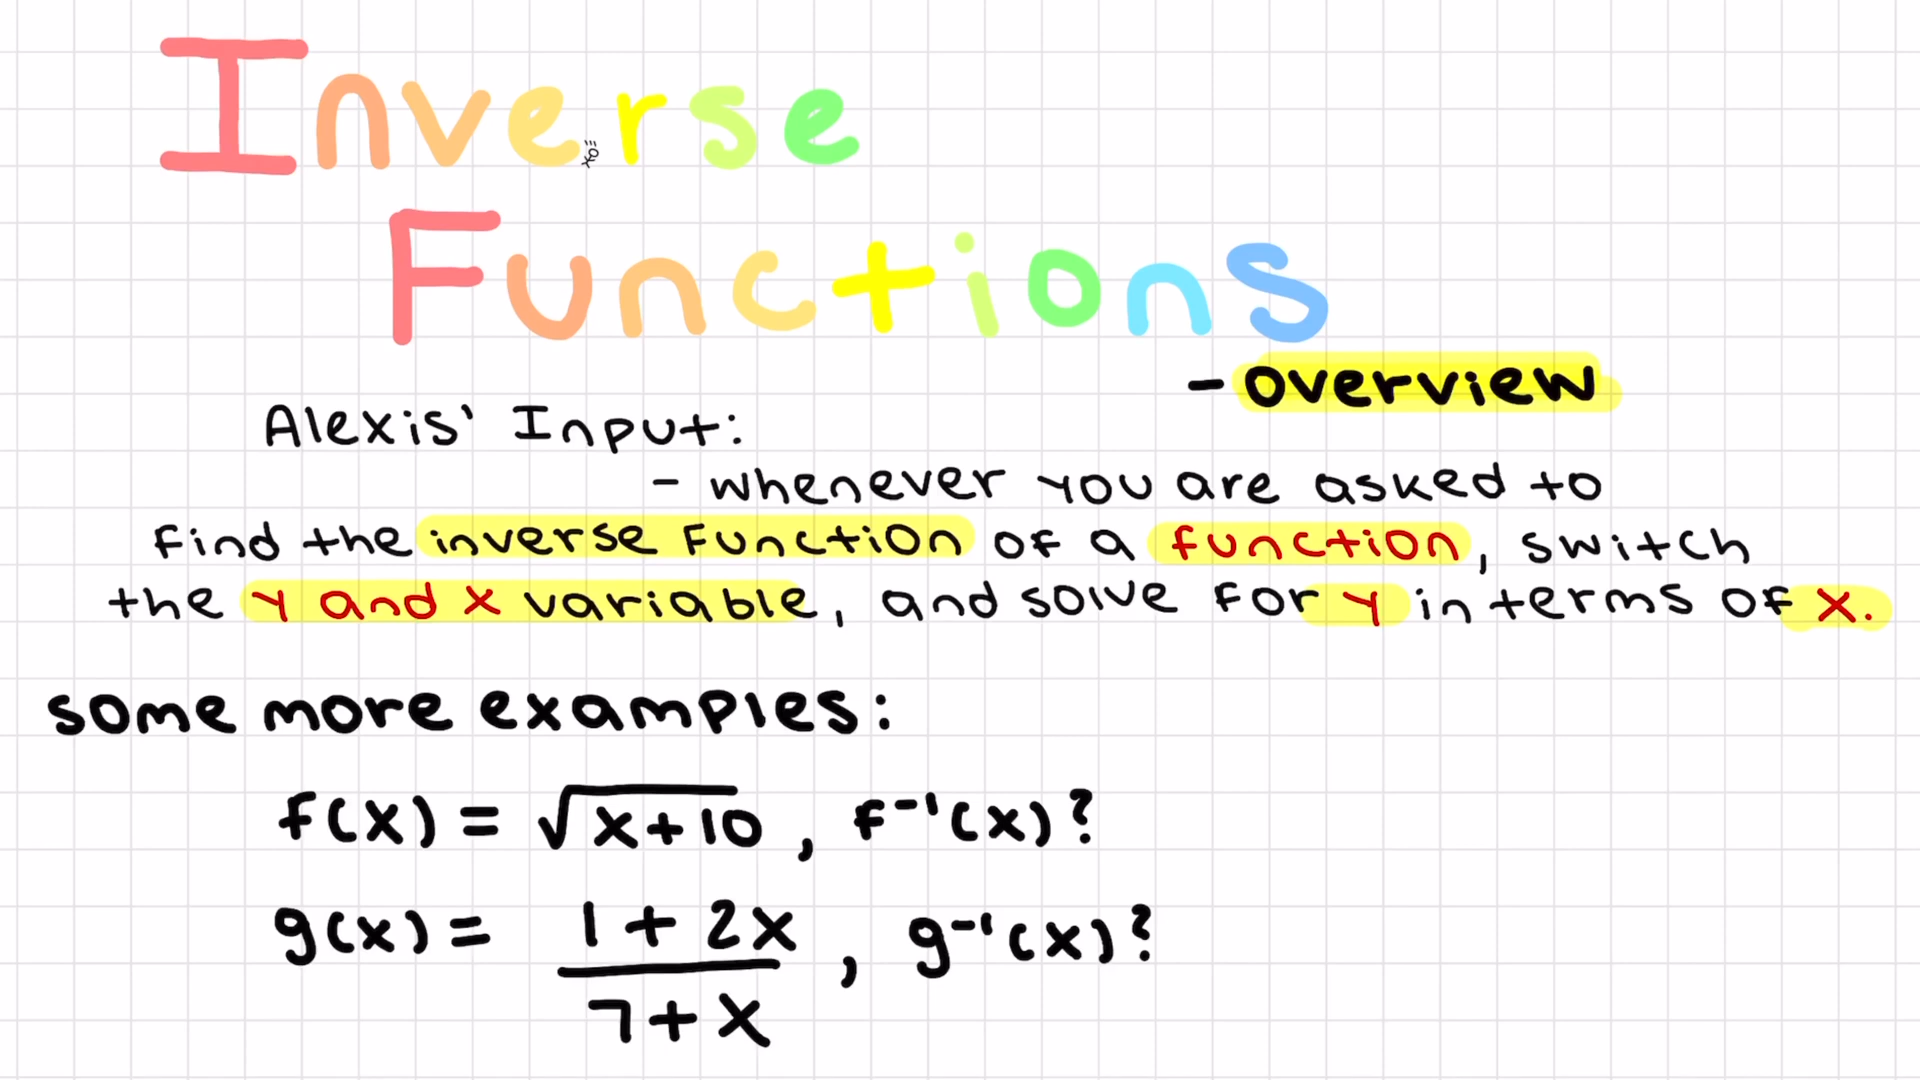 Inverse
Functions
- overview
Alexis' Input:
- whenever you are asked to
find the inverse function of a function, switch
the y and x variable, and solve for y in terms of x.
some more examples:
f(x) = √x+10 , f⁻¹(x)?
g(x) = 1 + 2x / 7 + x , g⁻¹(x)?